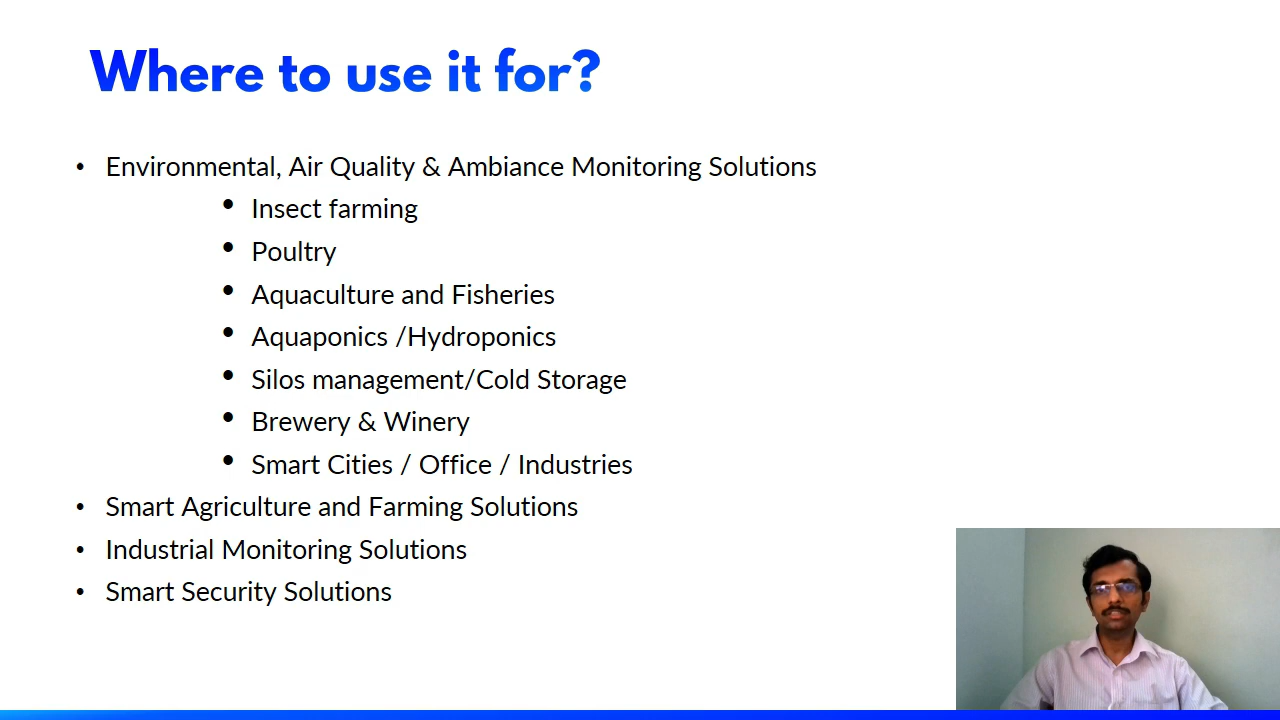 Where to use it for?
• Environmental, Air Quality & Ambiance Monitoring Solutions
• Insect farming
• Poultry
• Aquaculture and Fisheries
• Aquaponics /Hydroponics
• Silos management/Cold Storage
• Brewery & Winery
• Smart Cities / Office / Industries
• Smart Agriculture and Farming Solutions
• Industrial Monitoring Solutions
• Smart Security Solutions